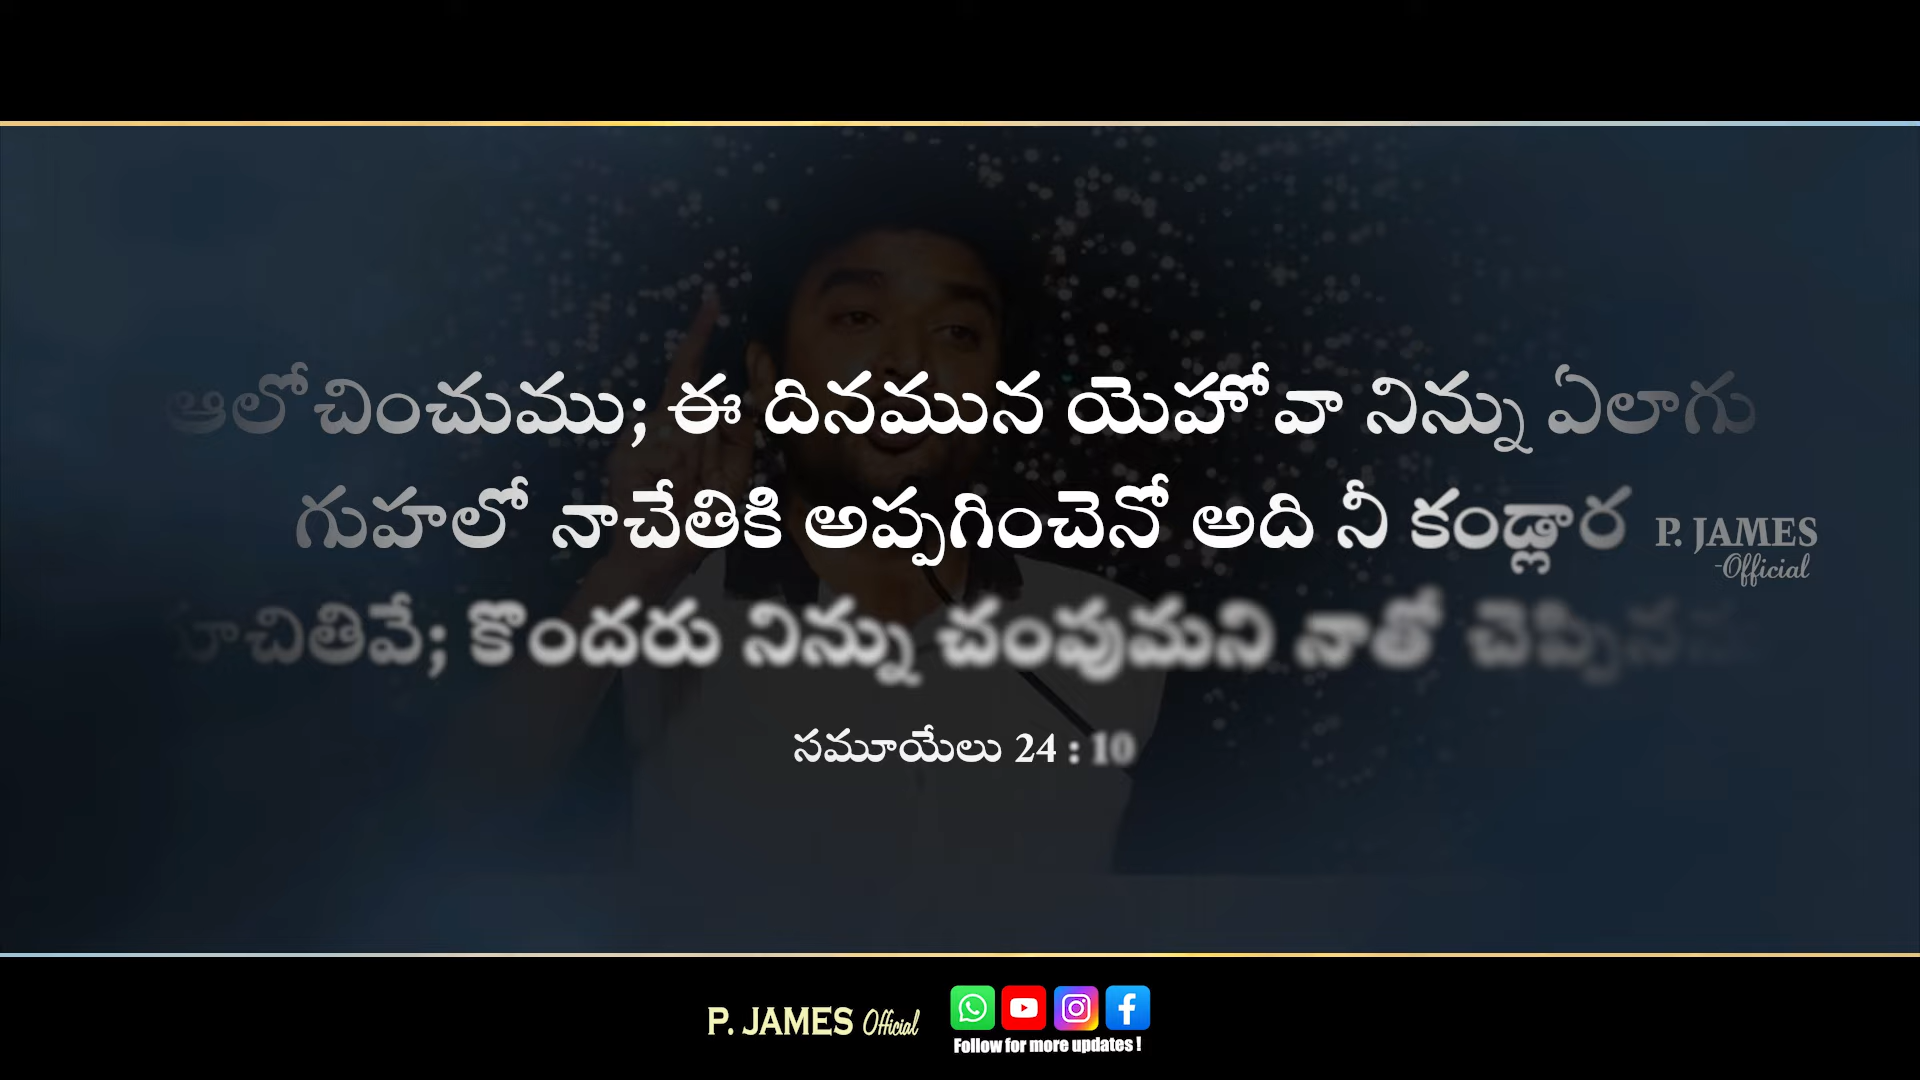 ఆలోచించుము; ఈ దినమున యెహోవా నిన్ను ఏలాగు
గుహలో నాచేతికి అప్పగించెనో అది నీ కండ్లార
P. JAMES
-Official
కొందరు నిన్ను చంపుమని నాతో
సమూయేలు 24 : 10
P. JAMES Official
Follow for more updates !